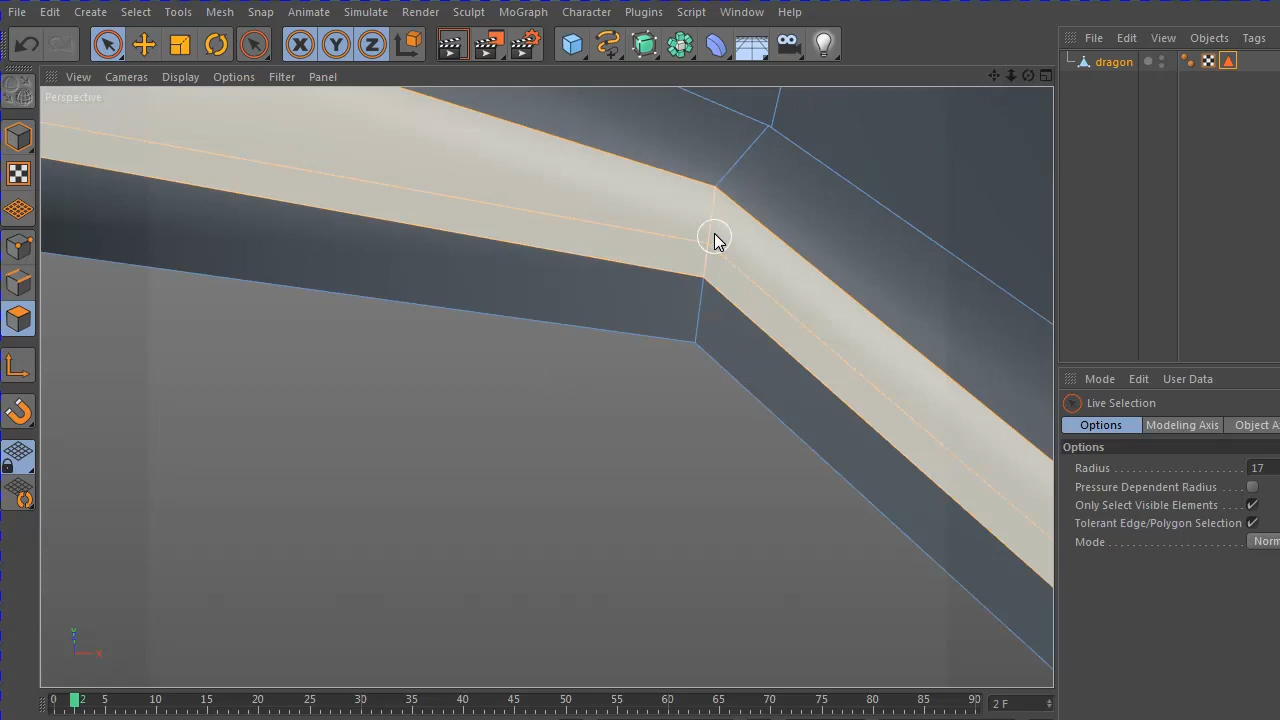 File Edit Create Select Tools Mesh Snap Animate Simulate Render Sculpt MoGraph Character Plugins Script Window Help
X Y Z
File Edit View Objects Tags
dragon
View Cameras Display Options Filter Panel
Perspective
Mode Edit User Data
Live Selection
Options Modeling Axis Object A
Options
Radius 17
Pressure Dependent Radius
Only Select Visible Elements
Tolerant Edge/Polygon Selection
Mode Norm
Y
X
0 2 5 10 15 20 25 30 35 40 45 50 55 60 65 70 75 80 85 90 2 F